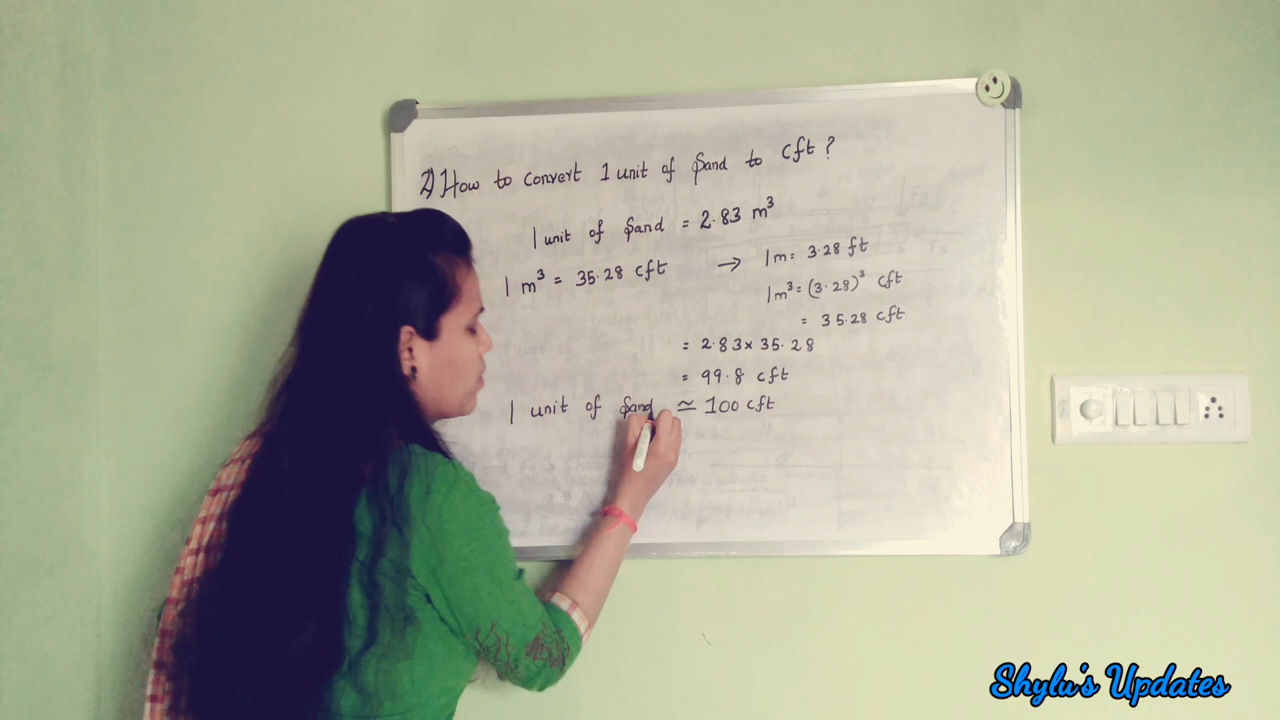 2) How to convert 1 unit of Sand to Cft ?
1 unit of Sand = 2.83 m³
1 m³ = 35.28 cft → 1m = 3.28 ft
1m³ = (3.28)³ cft
= 35.28 cft
= 2.83 x 35.28
= 99.8 cft
1 unit of Sand ≃ 100 cft
Shylu's Updates